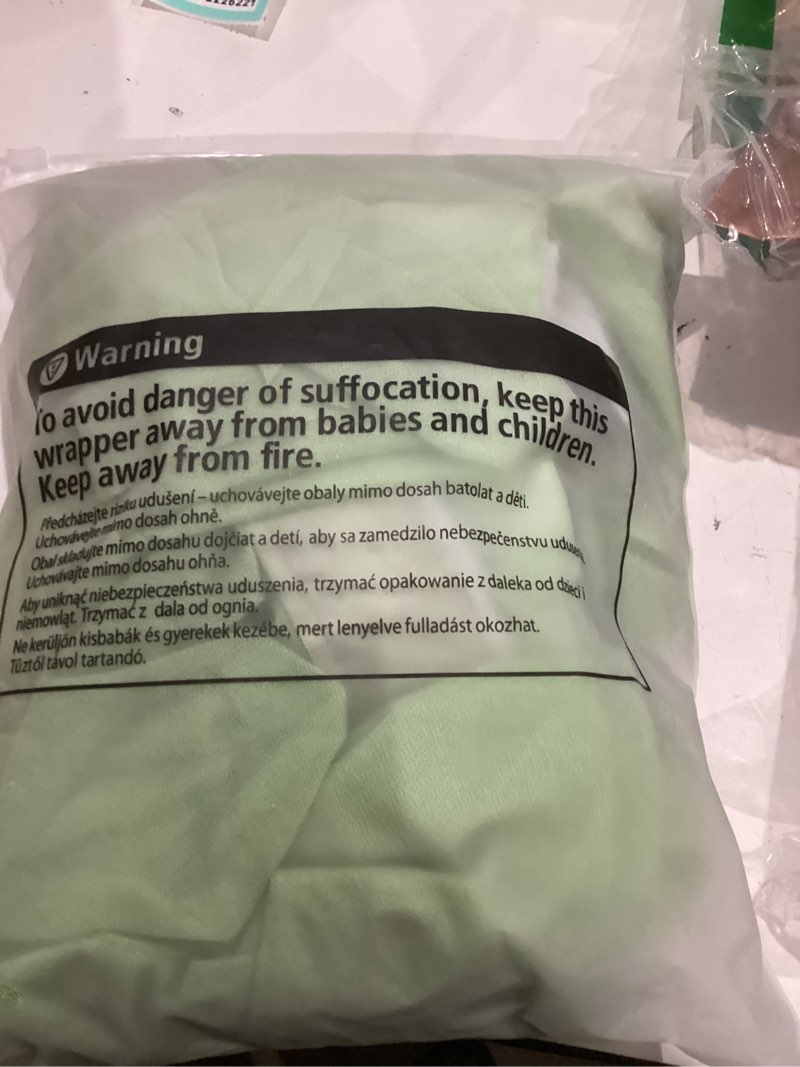 2226221
Warning
To avoid danger of suffocation, keep this
wrapper away from babies and children.
Keep away from fire.
Předcházejte riziku udušení – uchovávejte obaly mimo dosah batolat a děti.
Uchovávejte mimo dosah ohně.
Obal skladujte mimo dosahu dojčiat a detí, aby sa zamedzilo nebezpečenstvu
Uchovávajte mimo dosahu ohňa.
Aby uniknąć niebezpieczeństwa uduszenia, trzymać opakowanie z daleka od dzieci i
niemowląt. Trzymać z dala od ognia.
Ne kerüljön kisbabák és gyerekek kezébe, mert lenyelve fulladást okozhat.
Tűztől távol tartandó.